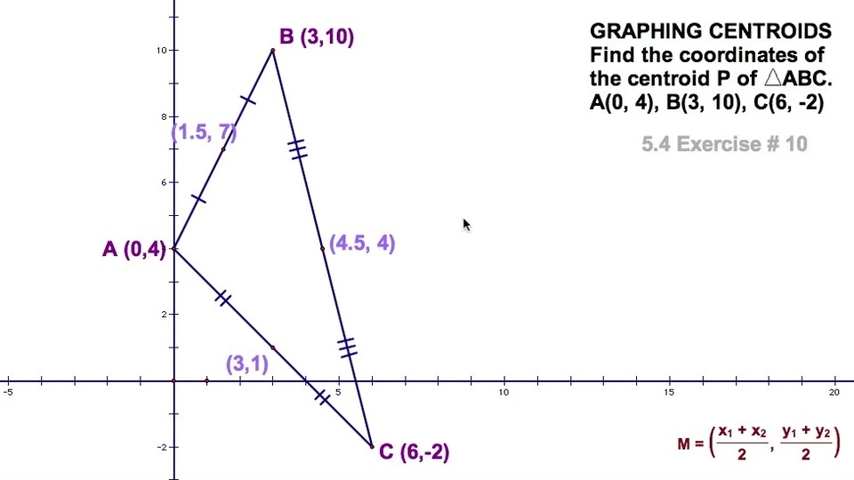 GRAPHING CENTROIDS
Find the coordinates of
the centroid P of △ABC.
A(0, 4), B(3, 10), C(6, -2)
5.4 Exercise # 10
B (3,10)
10
8
(1.5, 7)
6
A (0,4)
(4.5, 4)
2
(3,1)
-5
5
10
15
20
-2
C (6,-2)
M = (x₁ + x₂ / 2 , y₁ + y₂ / 2)